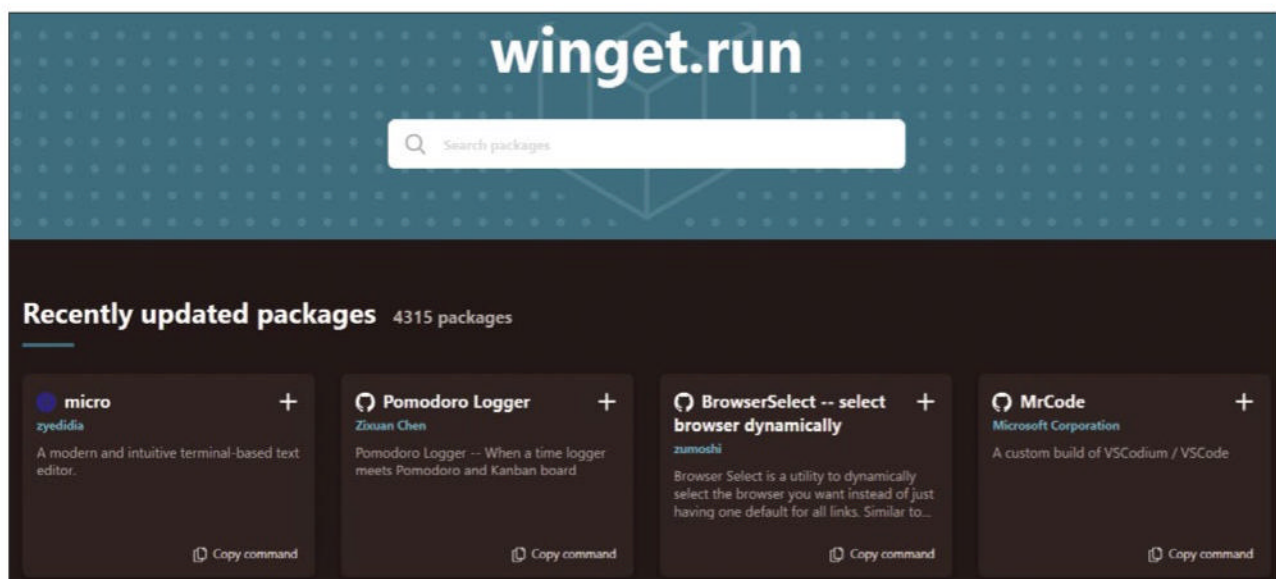 winget.run
Search packages
Recently updated packages 4315 packages
micro
zyedidia
A modern and intuitive terminal-based text
editor.
Copy command
Pomodoro Logger
Zixuan Chen
Pomodoro Logger -- When a time logger
meets Pomodoro and Kanban board
Copy command
BrowserSelect -- select
browser dynamically
zumoshi
Browser Select is a utility to dynamically
select the browser you want instead of just
having one default for all links. Similar to...
Copy command
MrCode
Microsoft Corporation
A custom build of VSCodium / VSCode
Copy command